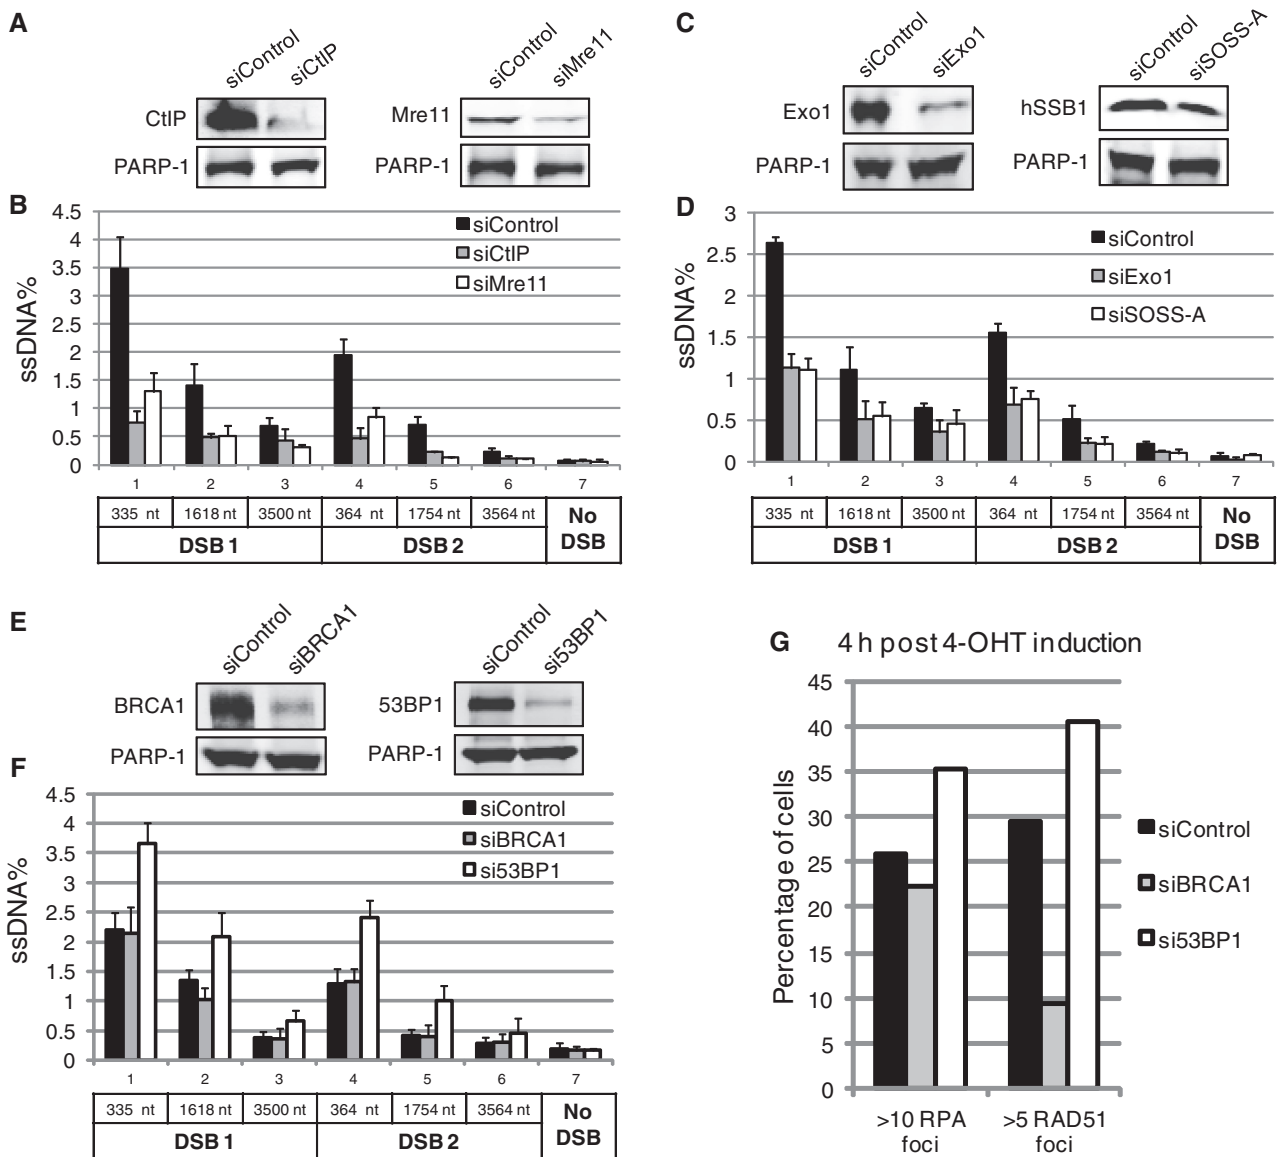 A
siControl
siCtIP
CtIP
PARP-1
siControl
siMre11
Mre11
PARP-1
B
ssDNA%
4.5
4
3.5
3
2.5
2
1.5
1
0.5
0
siControl
siCtIP
siMre11
1 2 3 4 5 6 7
335 nt 1618 nt 3500 nt 364 nt 1754 nt 3564 nt No DSB
DSB 1 DSB 2
C
siControl
siExo1
Exo1
PARP-1
siControl
siSOSS-A
hSSB1
PARP-1
D
ssDNA%
3
2.5
2
1.5
1
0.5
0
siControl
siExo1
siSOSS-A
1 2 3 4 5 6 7
335 nt 1618 nt 3500 nt 364 nt 1754 nt 3564 nt No DSB
DSB 1 DSB 2
E
siControl
siBRCA1
BRCA1
PARP-1
siControl
si53BP1
53BP1
PARP-1
F
ssDNA%
4.5
4
3.5
3
2.5
2
1.5
1
0.5
0
siControl
siBRCA1
si53BP1
1 2 3 4 5 6 7
335 nt 1618 nt 3500 nt 364 nt 1754 nt 3564 nt No DSB
DSB 1 DSB 2
G 4 h post 4-OHT induction
Percentage of cells
45
40
35
30
25
20
15
10
5
0
siControl
siBRCA1
si53BP1
>10 RPA foci
>5 RAD51 foci